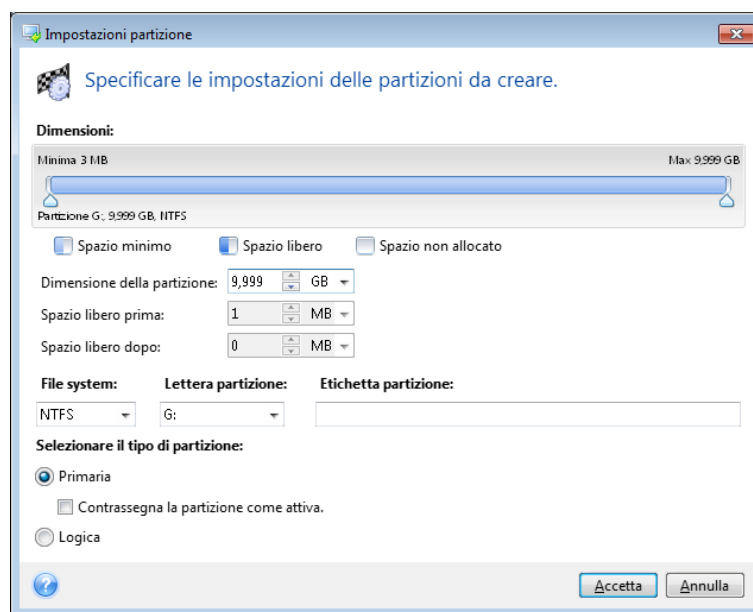 Impostazioni partizione
Specificare le impostazioni delle partizioni da creare.
Dimensioni:
Minima 3 MB Max 9,999 GB
Partizione G:, 9,999 GB, NTFS
Spazio minimo Spazio libero Spazio non allocato
Dimensione della partizione: 9,999 GB
Spazio libero prima: 1 MB
Spazio libero dopo: 0 MB
File system: Lettera partizione: Etichetta partizione:
NTFS G:
Selezionare il tipo di partizione:
Primaria
Contrassegna la partizione come attiva.
Logica
? Accetta Annulla